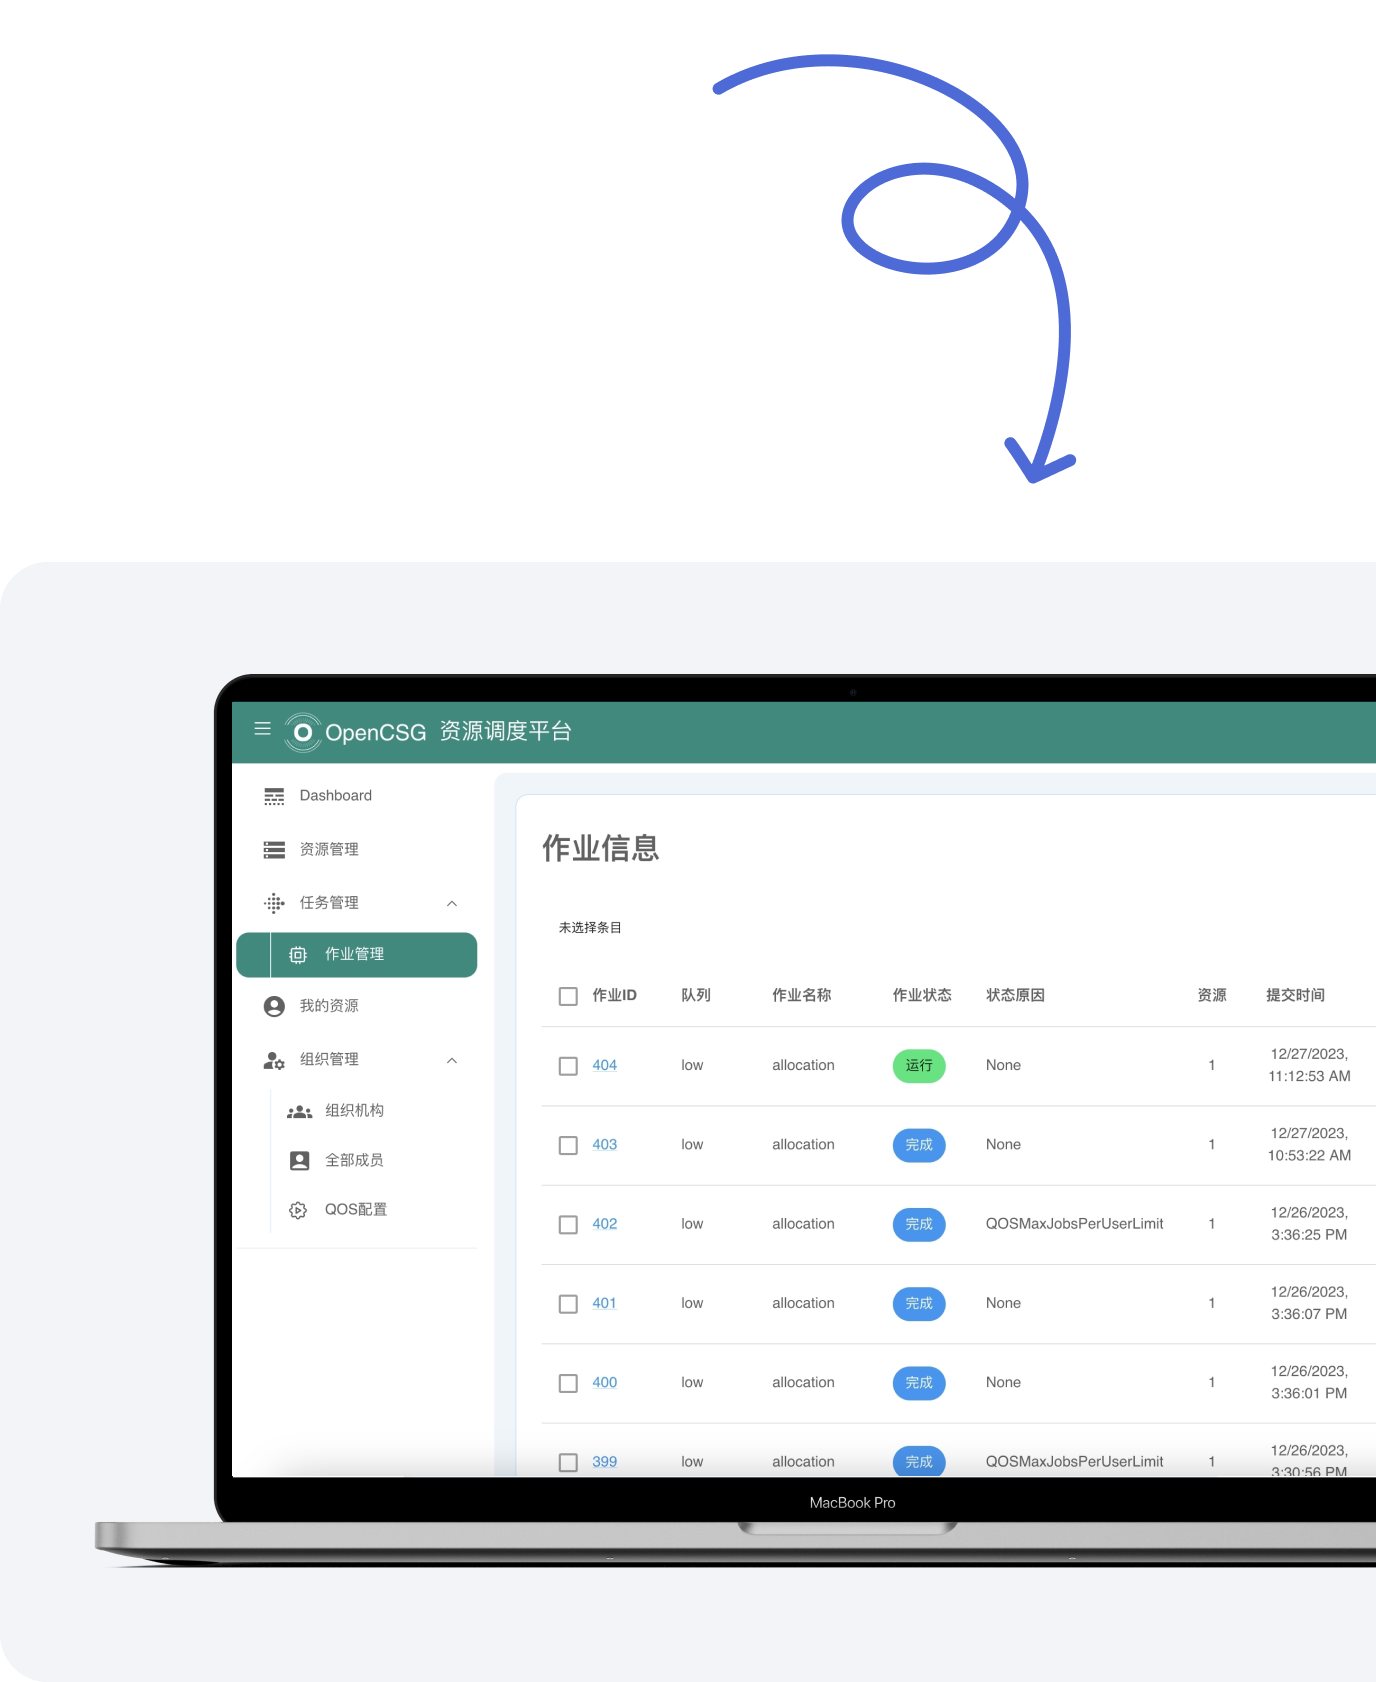 OpenCSG 资源调度平台
Dashboard
资源管理
任务管理
作业管理
我的资源
组织管理
组织机构
全部成员
QOS配置
作业信息
未选择条目
作业ID 队列 作业名称 作业状态 状态原因 资源 提交时间
404 low allocation 运行 None 1 12/27/2023, 11:12:53 AM
403 low allocation 完成 None 1 12/27/2023, 10:53:22 AM
402 low allocation 完成 QOSMaxJobsPerUserLimit 1 12/26/2023, 3:36:25 PM
401 low allocation 完成 None 1 12/26/2023, 3:36:07 PM
400 low allocation 完成 None 1 12/26/2023, 3:36:01 PM
399 low allocation 完成 QOSMaxJobsPerUserLimit 1 12/26/2023, 3:30:56 PM
MacBook Pro